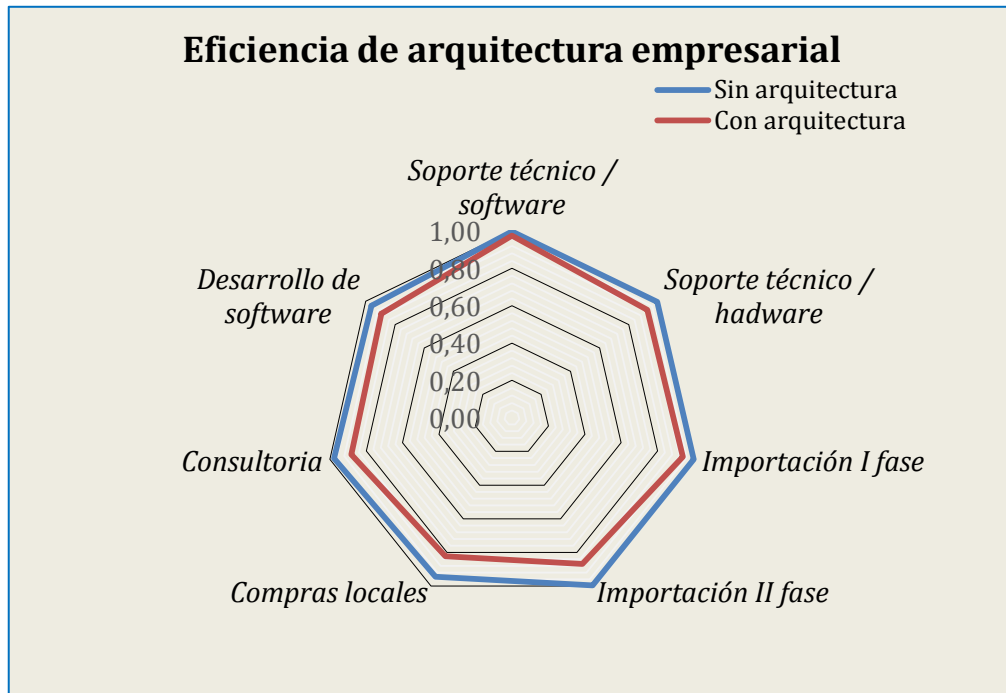 Eficiencia de arquitectura empresarial
Sin arquitectura
Con arquitectura
Soporte técnico /
software
1,00
0,80
0,60
0,40
0,20
0,00
Desarrollo de
software
Soporte técnico /
hadware
Consultoria
Importación I fase
Compras locales
Importación II fase